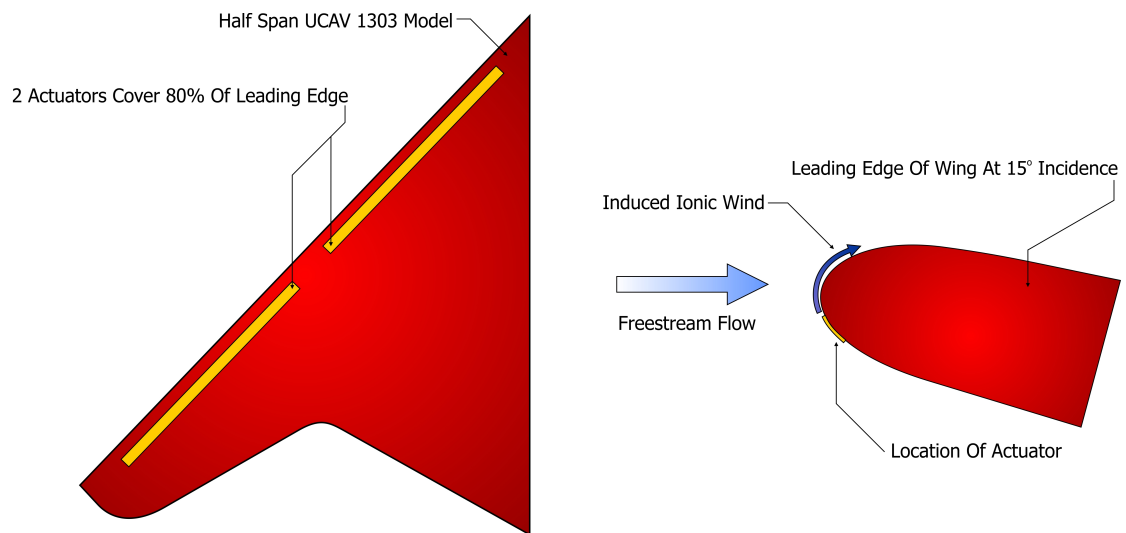 Half Span UCAV 1303 Model
2 Actuators Cover 80% Of Leading Edge
Leading Edge Of Wing At 15° Incidence
Induced Ionic Wind
Freestream Flow
Location Of Actuator